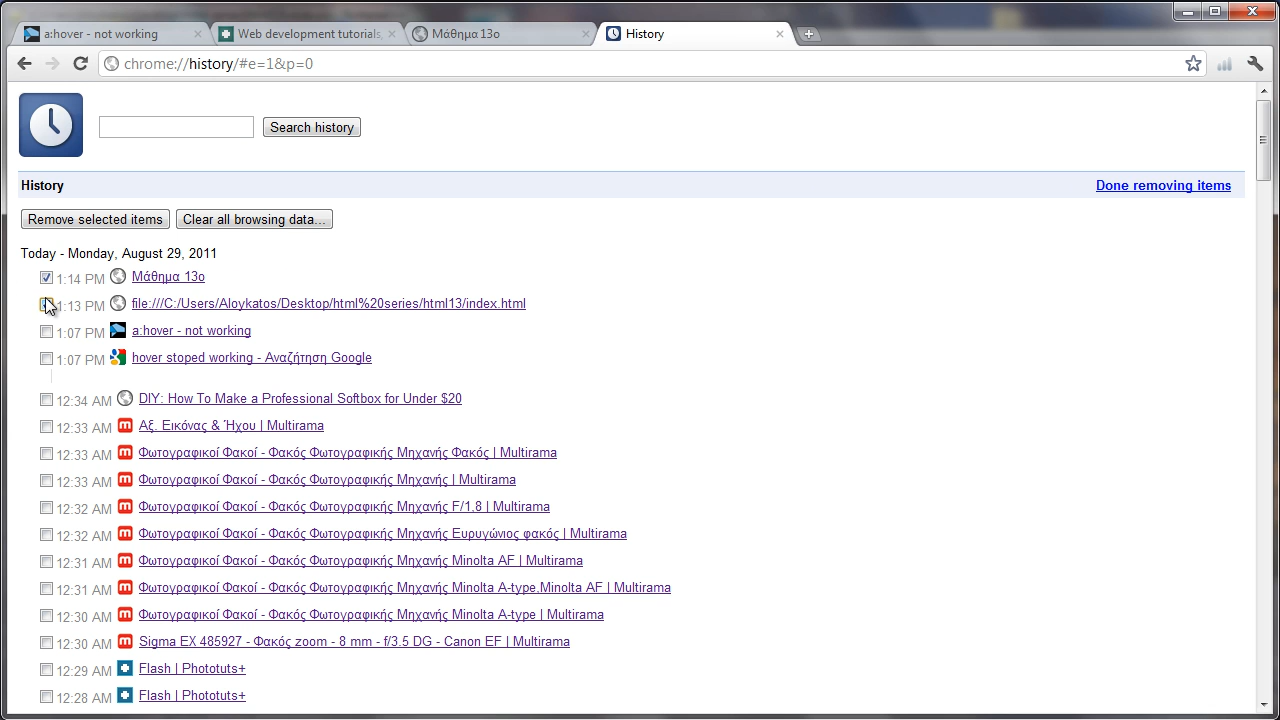 a:hover - not working
Web development tutorials,
Μάθημα 13ο
History
chrome://history/#e=1&p=0
Search history
History
Done removing items
Remove selected items
Clear all browsing data...
Today - Monday, August 29, 2011
1:14 PM Μάθημα 13ο
1:13 PM file:///C:/Users/Aloykatos/Desktop/html%20series/html13/index.html
1:07 PM a:hover - not working
1:07 PM hover stoped working - Αναζήτηση Google
12:34 AM DIY: How To Make a Professional Softbox for Under $20
12:33 AM m Αξ. Εικόνας & Ήχου | Multirama
12:33 AM m Φωτογραφικοί Φακοί - Φακός Φωτογραφικής Μηχανής Φακός | Multirama
12:33 AM m Φωτογραφικοί Φακοί - Φακός Φωτογραφικής Μηχανής | Multirama
12:32 AM m Φωτογραφικοί Φακοί - Φακός Φωτογραφικής Μηχανής F/1,8 | Multirama
12:32 AM m Φωτογραφικοί Φακοί - Φακός Φωτογραφικής Μηχανής Ευρυγώνιος φακός | Multirama
12:31 AM m Φωτογραφικοί Φακοί - Φακός Φωτογραφικής Μηχανής Minolta AF | Multirama
12:31 AM m Φωτογραφικοί Φακοί - Φακός Φωτογραφικής Μηχανής Minolta A-type,Minolta AF | Multirama
12:30 AM m Φωτογραφικοί Φακοί - Φακός Φωτογραφικής Μηχανής Minolta A-type | Multirama
12:30 AM m Sigma EX 485927 - Φακός zoom - 8 mm - f/3.5 DG - Canon EF | Multirama
12:29 AM Flash | Phototuts+
12:28 AM Flash | Phototuts+